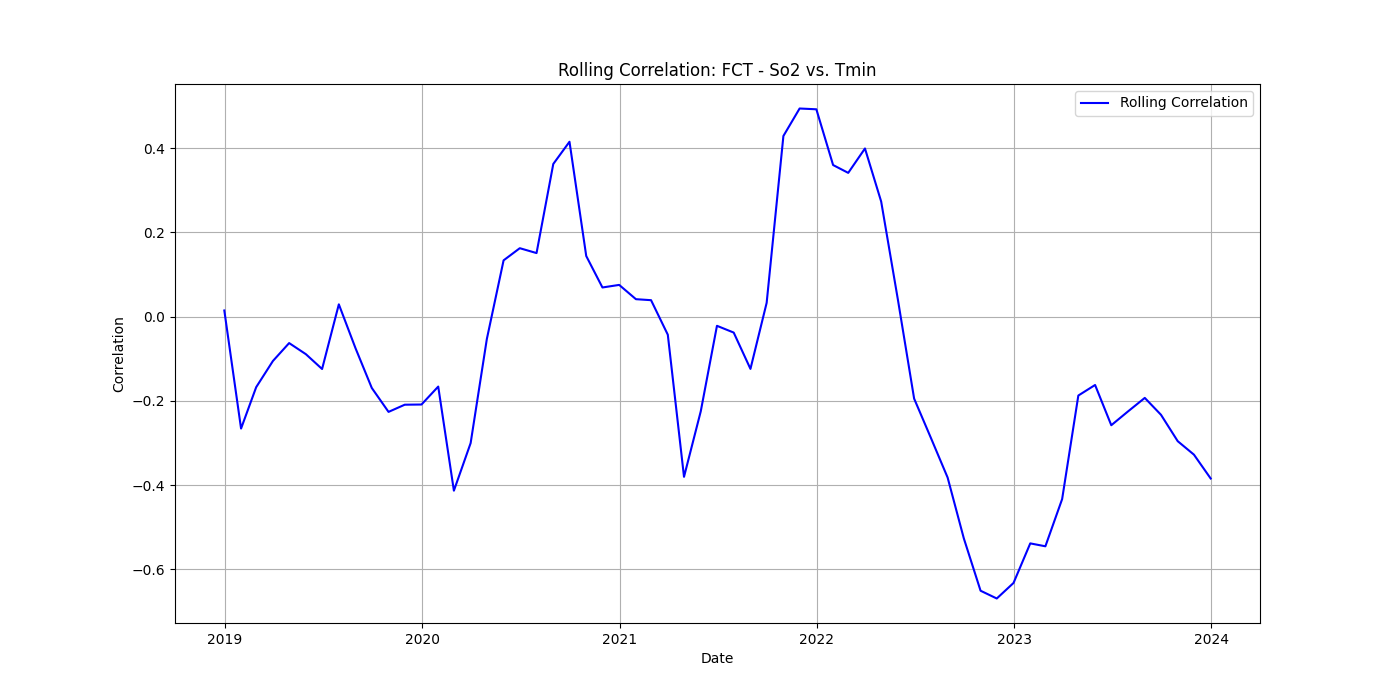 Rolling Correlation: FCT - So2 vs. Tmin
Rolling Correlation
Correlation
0.4
0.2
0.0
−0.2
−0.4
−0.6
2019 2020 2021 2022 2023 2024
Date